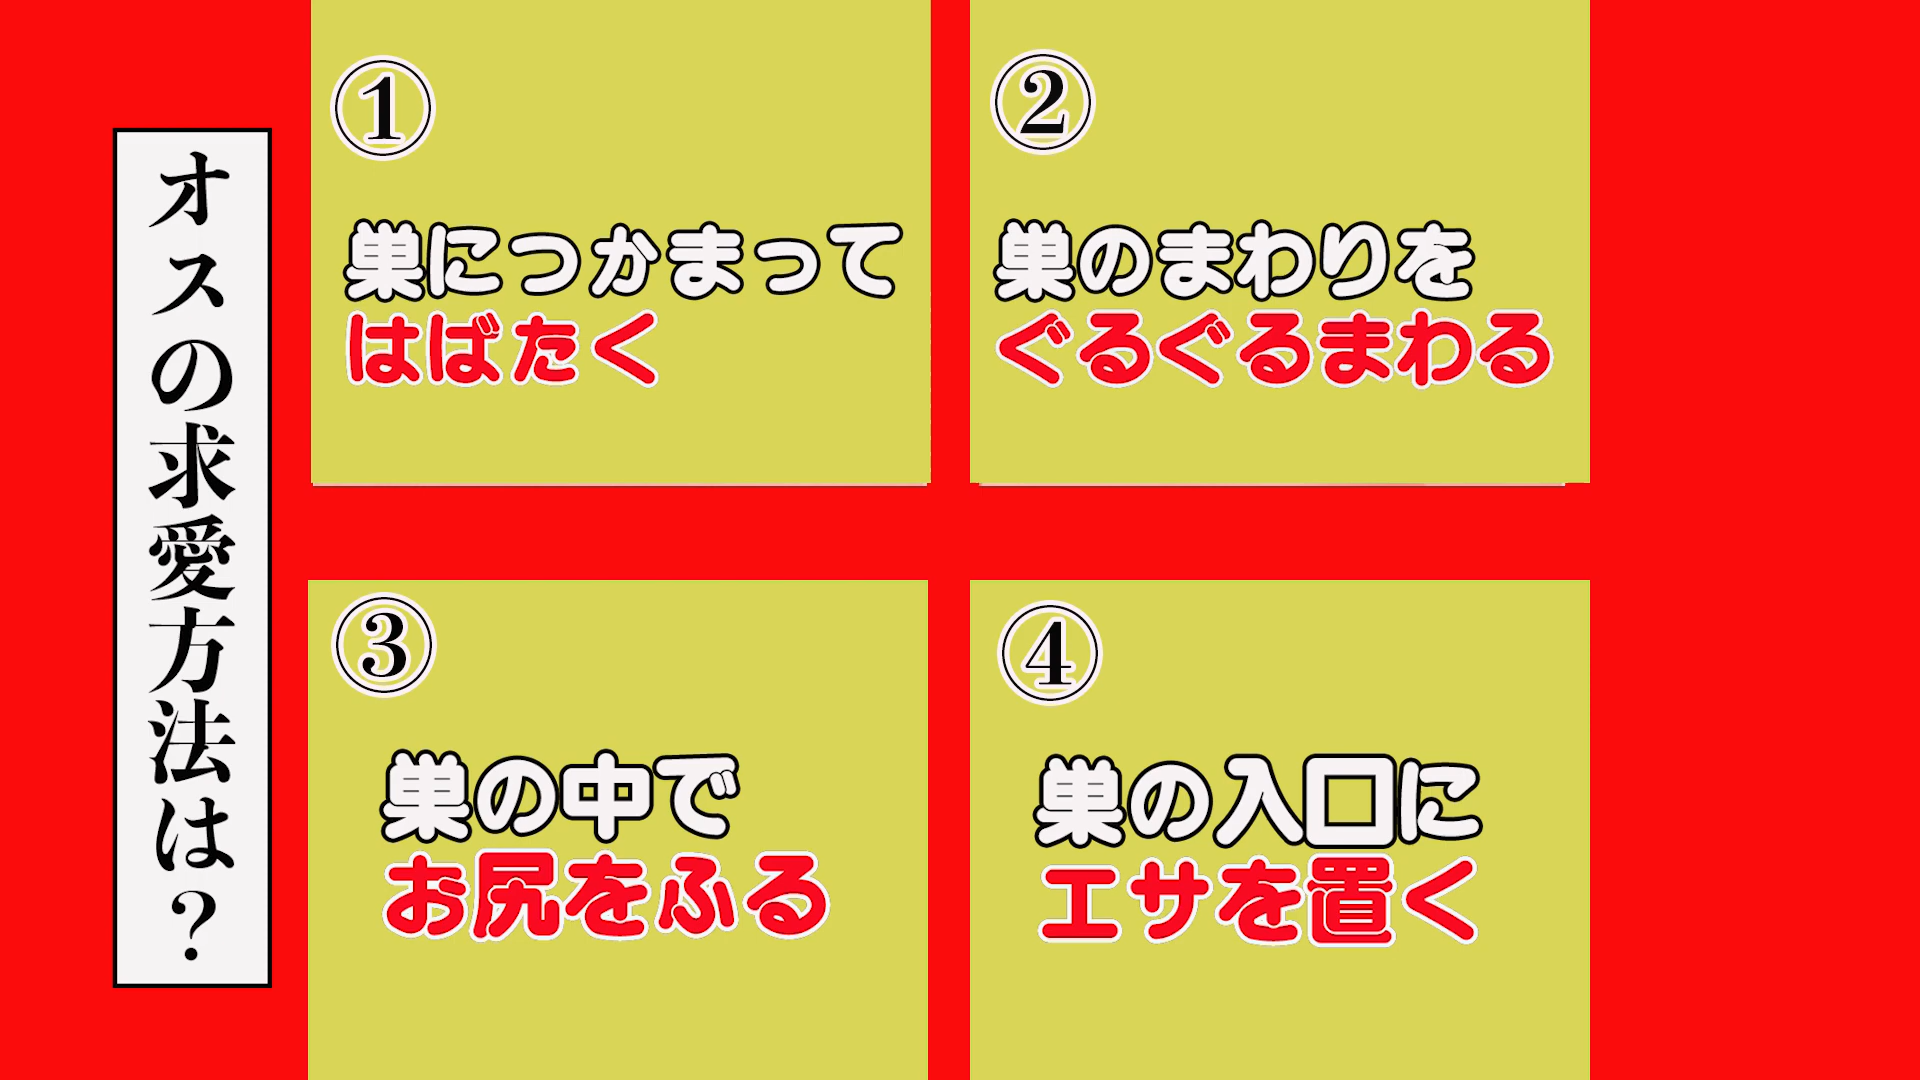 オスの求愛方法は?
①
巣につかまって
はばたく
②
巣のまわりを
ぐるぐるまわる
③
巣の中で
お尻をふる
④
巣の入口に
エサを置く